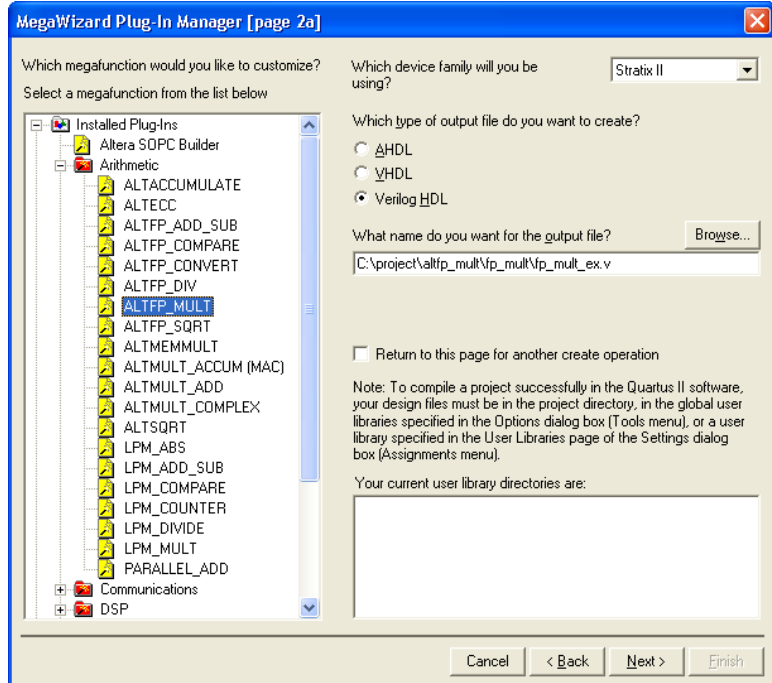 MegaWizard Plug-In Manager [page 2a]
Which megafunction would you like to customize?
Select a megafunction from the list below
Installed Plug-Ins
Altera SOPC Builder
Arithmetic
ALTACCUMULATE
ALTECC
ALTFP_ADD_SUB
ALTFP_COMPARE
ALTFP_CONVERT
ALTFP_DIV
ALTFP_MULT
ALTFP_SQRT
ALTMEMMULT
ALTMULT_ACCUM (MAC)
ALTMULT_ADD
ALTMULT_COMPLEX
ALTSQRT
LPM_ABS
LPM_ADD_SUB
LPM_COMPARE
LPM_COUNTER
LPM_DIVIDE
LPM_MULT
PARALLEL_ADD
Communications
DSP
Which device family will you be
using?
Stratix II
Which type of output file do you want to create?
AHDL
VHDL
Verilog HDL
What name do you want for the output file?
Browse...
C:\project\altfp_mult\fp_mult\fp_mult_ex.v
Return to this page for another create operation
Note: To compile a project successfully in the Quartus II software,
your design files must be in the project directory, in the global user
libraries specified in the Options dialog box (Tools menu), or a user
library specified in the User Libraries page of the Settings dialog
box (Assignments menu).
Your current user library directories are:
Cancel
< Back
Next >
Finish